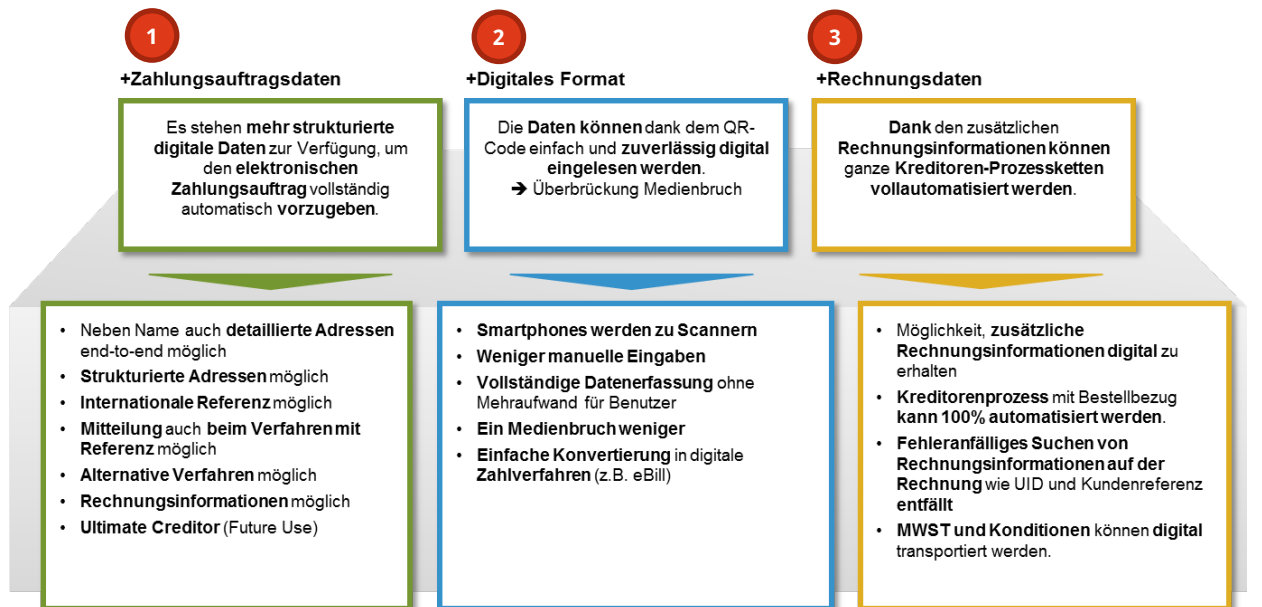 1
+Zahlungsauftragsdaten
Es stehen mehr strukturierte
digitale Daten zur Verfügung, um
den elektronischen
Zahlungsauftrag vollständig
automatisch vorzugeben.
• Neben Name auch detaillierte Adressen
end-to-end möglich
• Strukturierte Adressen möglich
• Internationale Referenz möglich
• Mitteilung auch beim Verfahren mit
Referenz möglich
• Alternative Verfahren möglich
• Rechnungsinformationen möglich
• Ultimate Creditor (Future Use)
2
+Digitales Format
Die Daten können dank dem QR-
Code einfach und zuverlässig digital
eingelesen werden.
➔ Überbrückung Medienbruch
• Smartphones werden zu Scannern
• Weniger manuelle Eingaben
• Vollständige Datenerfassung ohne
Mehraufwand für Benutzer
• Ein Medienbruch weniger
• Einfache Konvertierung in digitale
Zahlverfahren (z.B. eBill)
3
+Rechnungsdaten
Dank den zusätzlichen
Rechnungsinformationen können
ganze Kreditoren-Prozessketten
vollautomatisiert werden.
• Möglichkeit, zusätzliche
Rechnungsinformationen digital zu
erhalten
• Kreditorenprozess mit Bestellbezug
kann 100% automatisiert werden.
• Fehleranfälliges Suchen von
Rechnungsinformationen auf der
Rechnung wie UID und Kundenreferenz
entfällt
• MWST und Konditionen können digital
transportiert werden.